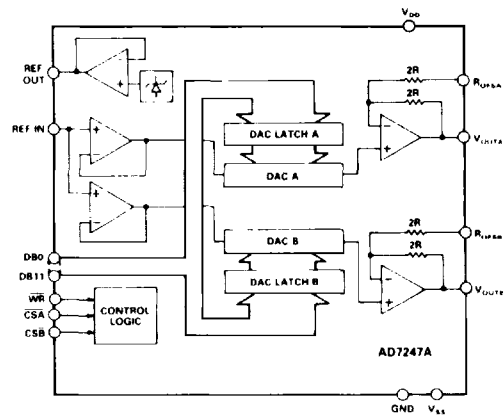 VDD
REF OUT
2R
ROFSA
2R
REF IN
DAC LATCH A
VOUTA
DAC A
DAC B
2R
ROFSB
2R
DB0
DB11
DAC LATCH B
WR
CSA
CSB
CONTROL LOGIC
VOUTB
AD7247A
GND
VSS